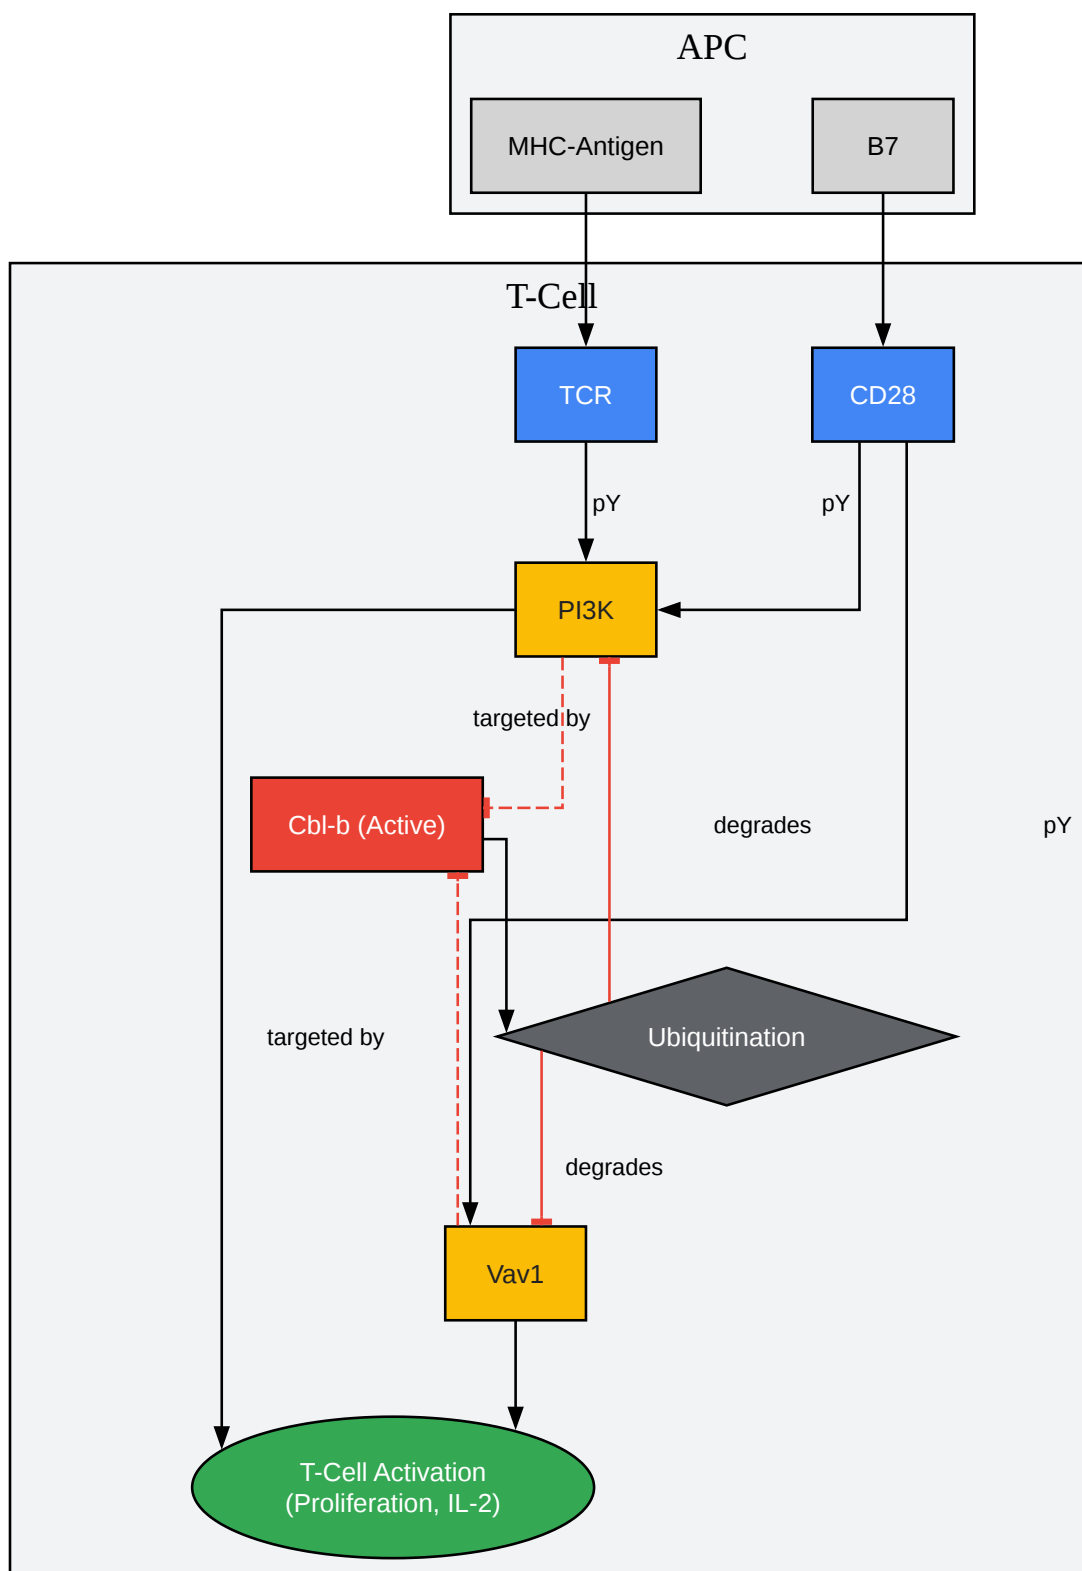 APC
MHC-Antigen
B7
T-Cell
TCR
CD28
pY
pY
PI3K
targeted by
Cbl-b (Active)
degrades
pY
targeted by
Ubiquitination
degrades
Vav1
T-Cell Activation
(Proliferation, IL-2)